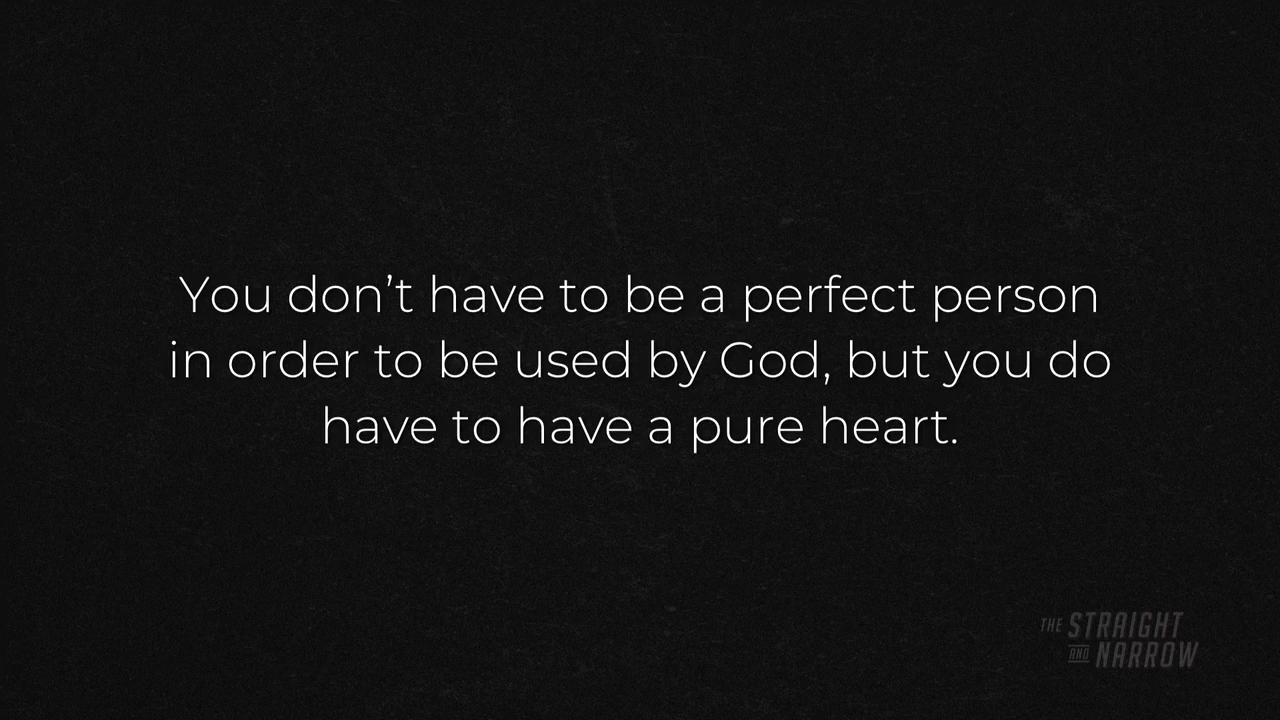 You don’t have to be a perfect person
in order to be used by God, but you do
have to have a pure heart.
THE STRAIGHT
AND NARROW